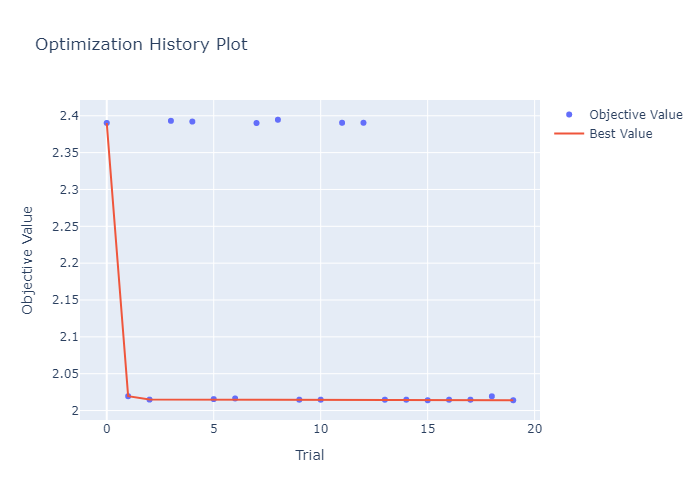 Optimization History Plot
Objective Value
Best Value
2.4
2.35
2.3
2.25
2.2
2.15
2.1
2.05
2
Objective Value
0
5
10
15
20
Trial